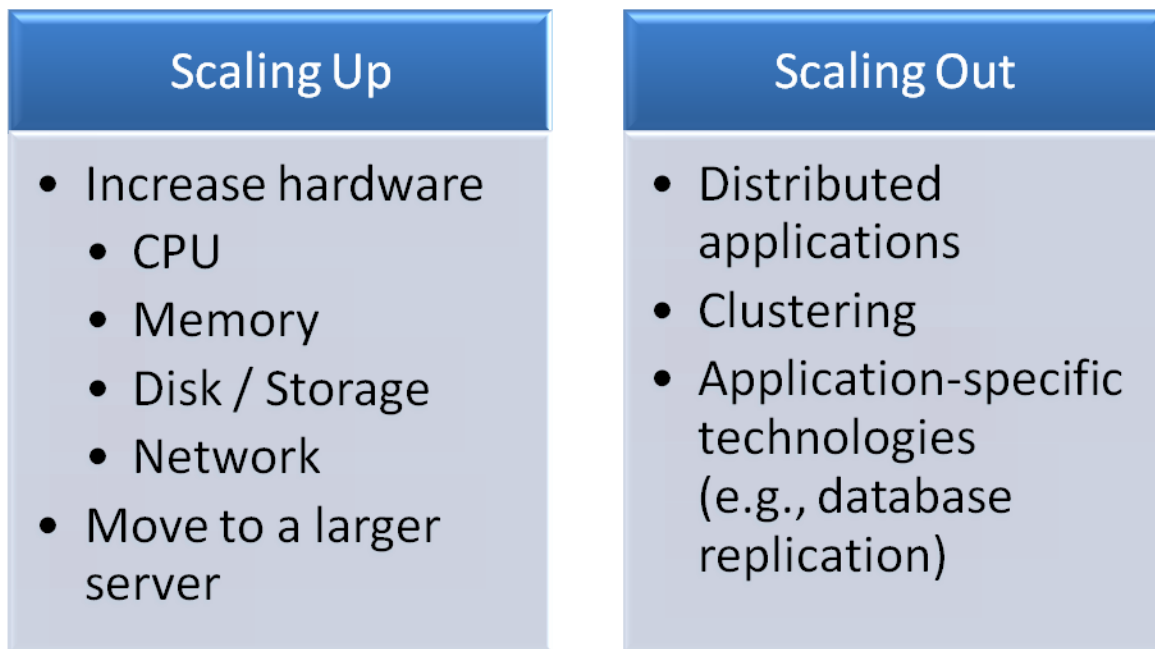 Scaling Up
• Increase hardware
• CPU
• Memory
• Disk / Storage
• Network
• Move to a larger
server
Scaling Out
• Distributed
applications
• Clustering
• Application-specific
technologies
(e.g., database
replication)